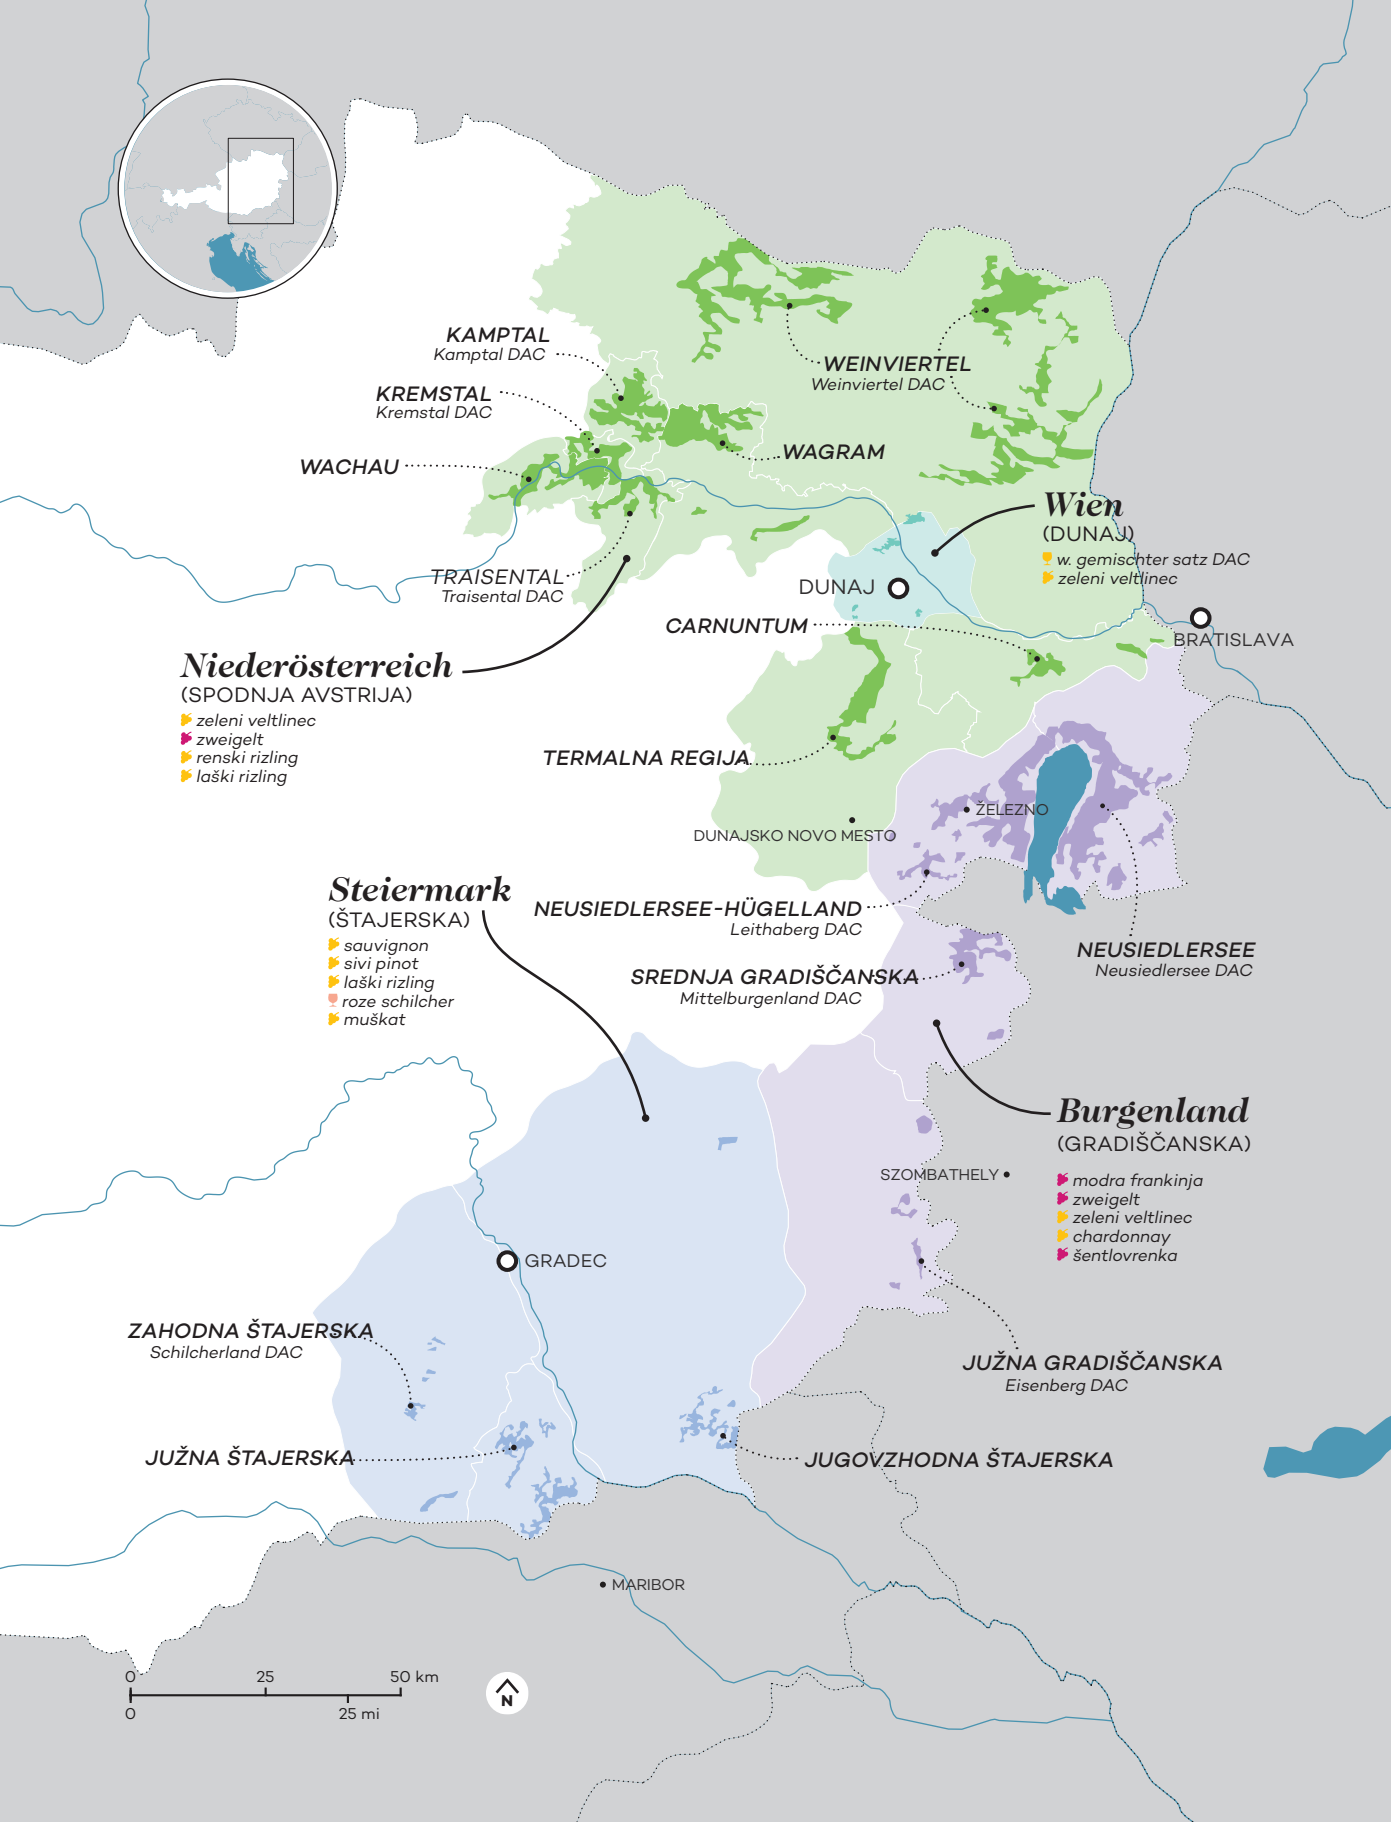 KAMPTAL
Kamptal DAC
KREMSTAL
Kremstal DAC
WACHAU
WEINVIERTEL
Weinviertel DAC
WAGRAM
Wien
(DUNAJ)
w. gemischter satz DAC
zeleni veltlinec
TRAISENTAL
Traisental DAC
DUNAJ
CARNUNTUM
BRATISLAVA
Niederösterreich
(SPODNJA AVSTRIJA)
zeleni veltlinec
zweigelt
renski rizling
laški rizling
TERMALNA REGIJA
ŽELEZNO
DUNAJSKO NOVO MESTO
Steiermark
(ŠTAJERSKA)
sauvignon
sivi pinot
laški rizling
roze schilcher
muškat
NEUSIEDLERSEE-HÜGELLAND
Leithaberg DAC
NEUSIEDLERSEE
Neusiedlersee DAC
SREDNJA GRADIŠČANSKA
Mittelburgenland DAC
Burgenland
(GRADIŠČANSKA)
modra frankinja
zweigelt
zeleni veltlinec
chardonnay
šentlovrenka
SZOMBATHELY
GRADEC
ZAHODNA ŠTAJERSKA
Schilcherland DAC
JUŽNA GRADIŠČANSKA
Eisenberg DAC
JUŽNA ŠTAJERSKA
JUGOVZHODNA ŠTAJERSKA
MARIBOR
0 25 50 km
0 25 mi
N